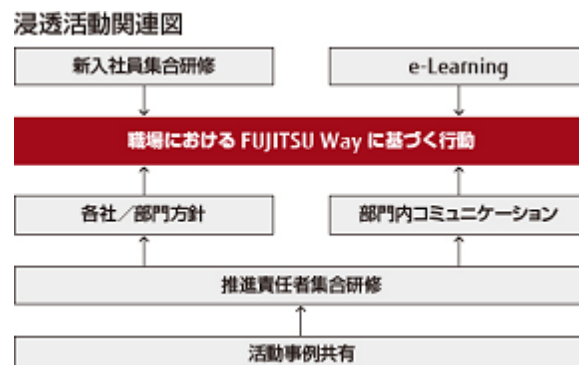 浸透活動関連図
新入社員集合研修
e-Learning
職場における FUJITSU Way に基づく行動
各社／部門方針
部門内コミュニケーション
推進責任者集合研修
活動事例共有